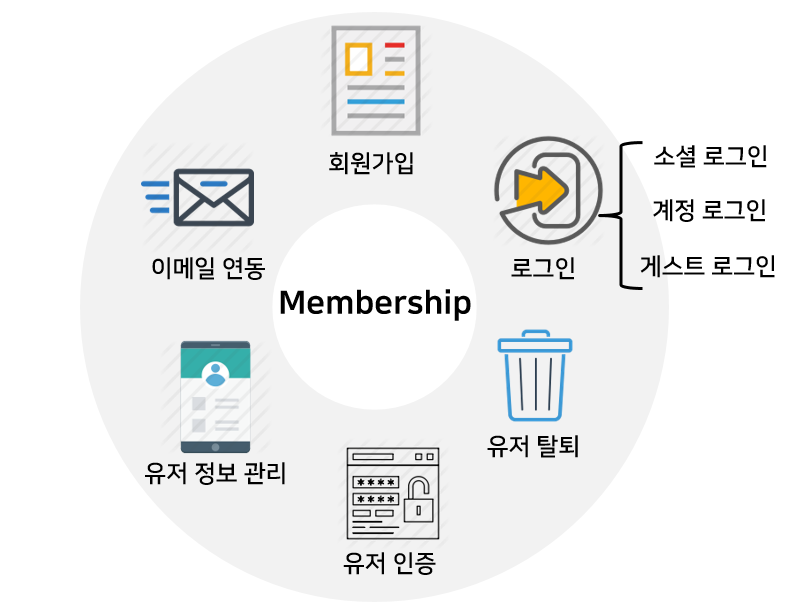 회원가입
소셜 로그인
계정 로그인
게스트 로그인
이메일 연동
로그인
Membership
유저 탈퇴
유저 정보 관리
****
****
유저 인증